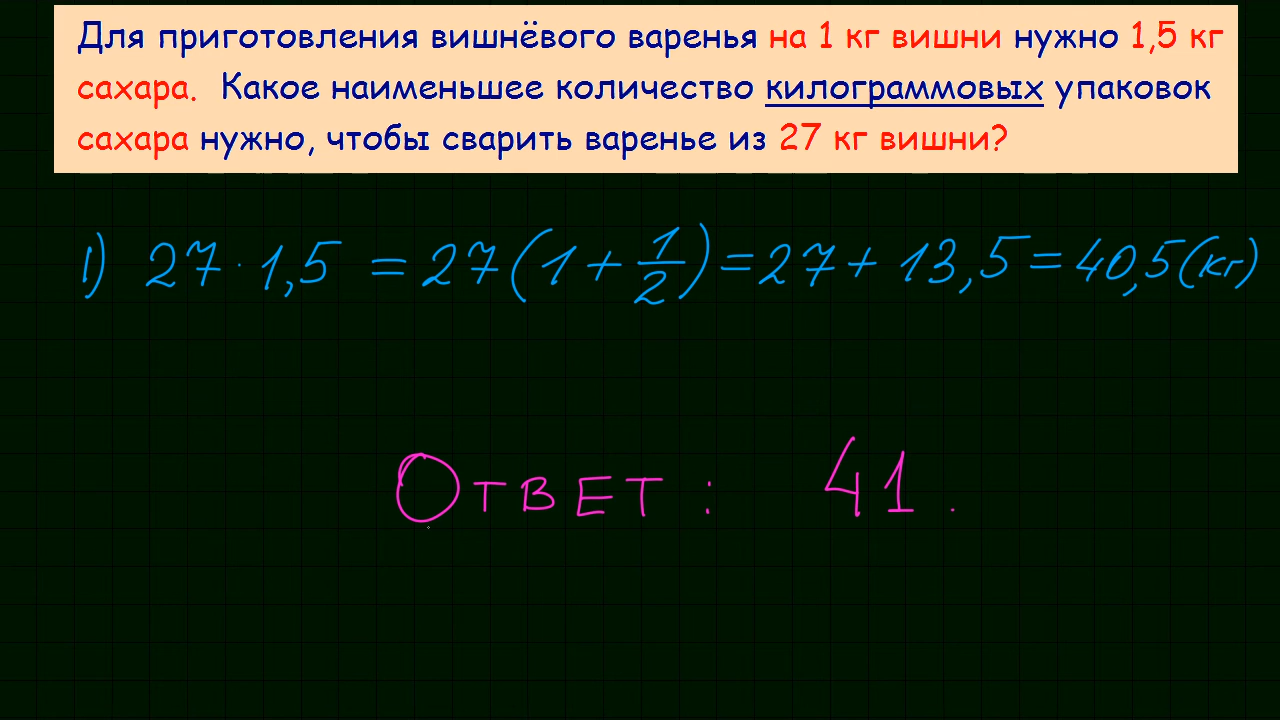 Для приготовления вишнёвого варенья на 1 кг вишни нужно 1,5 кг
сахара. Какое наименьшее количество килограммовых упаковок
сахара нужно, чтобы сварить варенье из 27 кг вишни?
1) 27 · 1,5 = 27(1 + 1/2) = 27 + 13,5 = 40,5(кг)
Ответ : 41 .